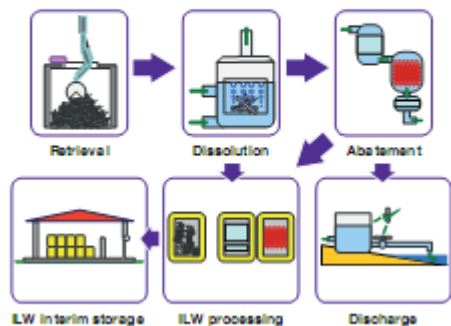 Retrieval
Dissolution
Abatement
ILW interim storage
ILW processing
Discharge